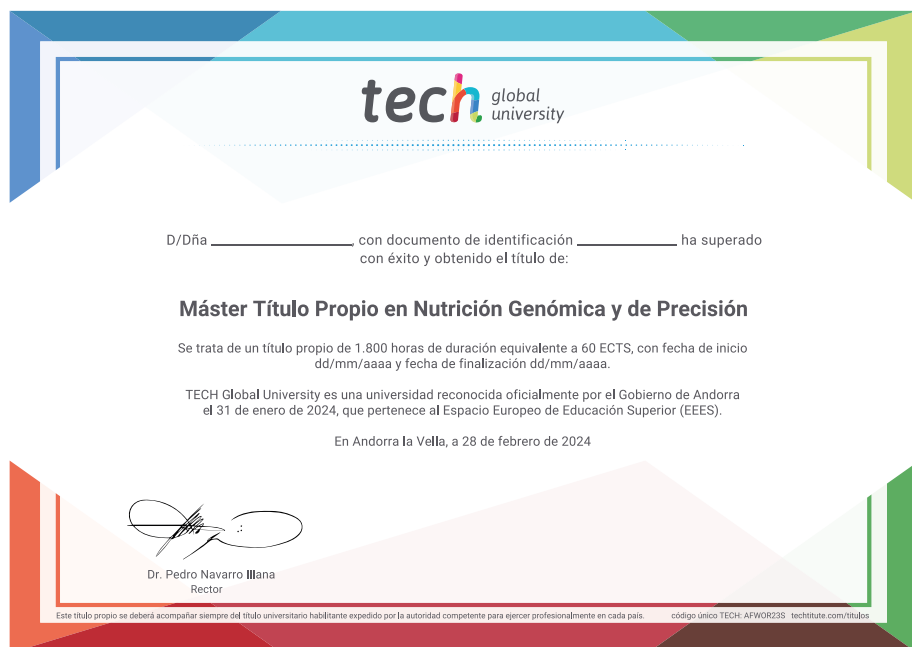 tech global university
D/Dña ____________, con documento de identificación ____________ ha superado
con éxito y obtenido el título de:
Máster Título Propio en Nutrición Genómica y de Precisión
Se trata de un título propio de 1.800 horas de duración equivalente a 60 ECTS, con fecha de inicio
dd/mm/aaaa y fecha de finalización dd/mm/aaaa.
TECH Global University es una universidad reconocida oficialmente por el Gobierno de Andorra
el 31 de enero de 2024, que pertenece al Espacio Europeo de Educación Superior (EEES).
En Andorra la Vella, a 28 de febrero de 2024
Dr. Pedro Navarro Illana
Rector
Este título propio se deberá acompañar siempre del título universitario habilitante expedido por la autoridad competente para ejercer profesionalmente en cada país. código único TECH: AFWOR23S techtitute.com/titulos